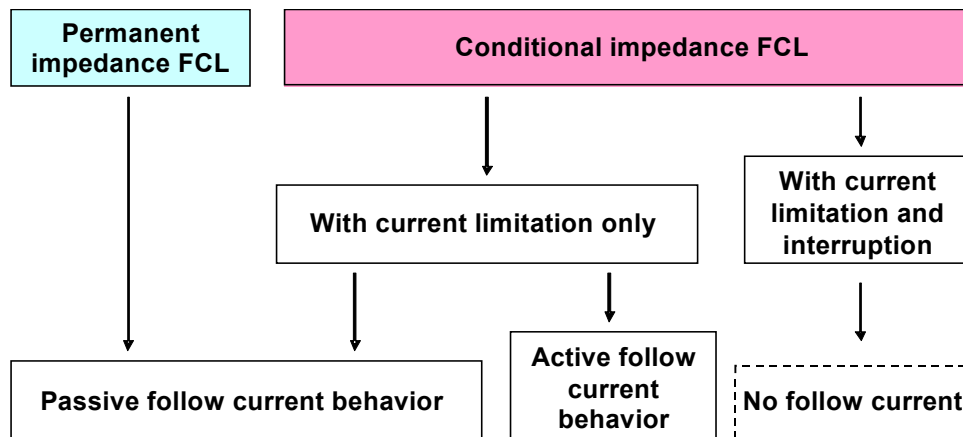 Permanent
impedance FCL
Conditional impedance FCL
With current limitation only
With current
limitation and
interruption
Passive follow current behavior
Active follow
current
behavior
No follow current